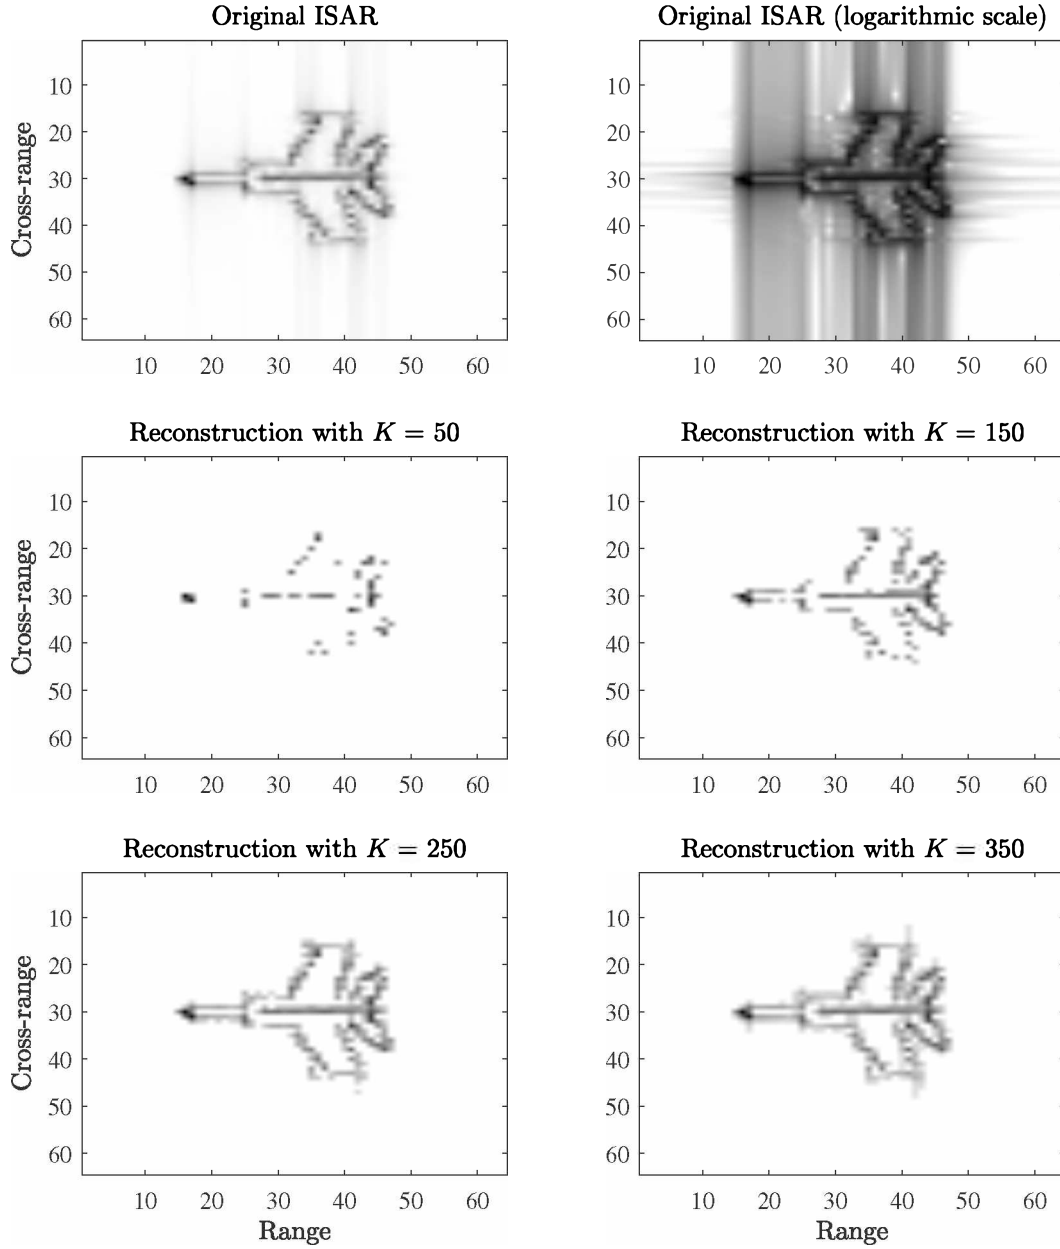 Original ISAR
Original ISAR (logarithmic scale)
Cross-range
10
20
30
40
50
60
10 20 30 40 50 60
10
20
30
40
50
60
10 20 30 40 50 60
Reconstruction with K = 50
Reconstruction with K = 150
Cross-range
10
20
30
40
50
60
10 20 30 40 50 60
10
20
30
40
50
60
10 20 30 40 50 60
Reconstruction with K = 250
Reconstruction with K = 350
Cross-range
10
20
30
40
50
60
10 20 30 40 50 60
Range
10
20
30
40
50
60
10 20 30 40 50 60
Range